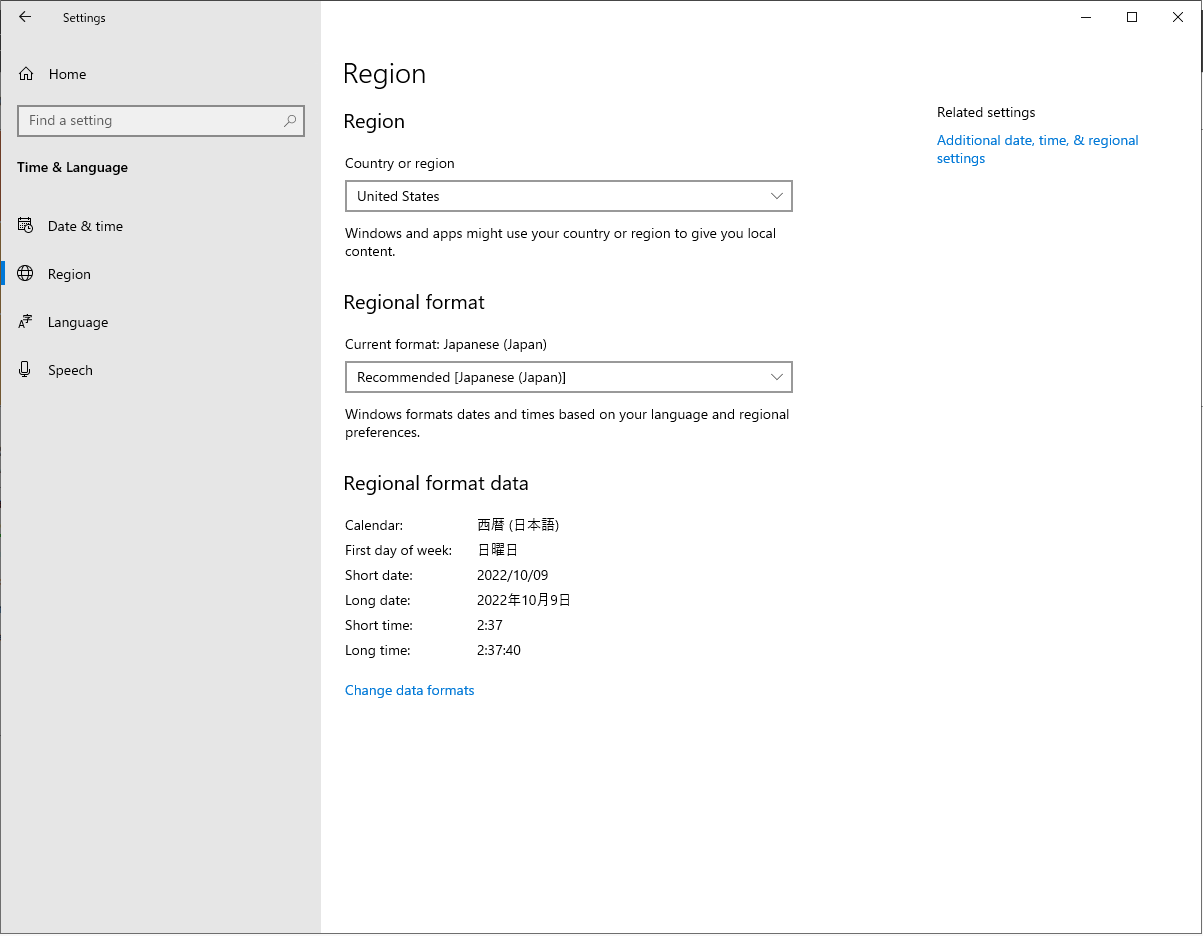 Settings
Home
Find a setting
Time & Language
Date & time
Region
Language
Speech
Region
Region
Country or region
United States
Windows and apps might use your country or region to give you local
content.
Regional format
Current format: Japanese (Japan)
Recommended [Japanese (Japan)]
Windows formats dates and times based on your language and regional
preferences.
Regional format data
Calendar: 西暦 (日本語)
First day of week: 日曜日
Short date: 2022/10/09
Long date: 2022年10月9日
Short time: 2:37
Long time: 2:37:40
Change data formats
Related settings
Additional date, time, & regional
settings